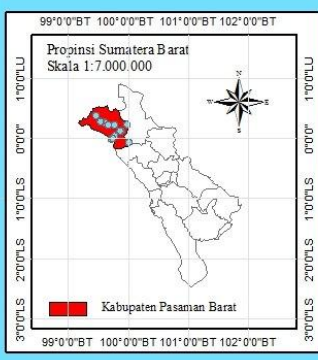 99°0'0"BT 100°0'0"BT 101°0'0"BT 102°0'0"BT
Propinsi Sumatera Barat
Skala 1:7.000.000
N
W E
S
1°0'0"LU 1°0'0"LU
0°0'0" 0°0'0"
1°0'0"LS 1°0'0"LS
2°0'0"LS 2°0'0"LS
3°0'0"LS 3°0'0"LS
Kabupaten Pasaman Barat
99°0'0"BT 100°0'0"BT 101°0'0"BT 102°0'0"BT